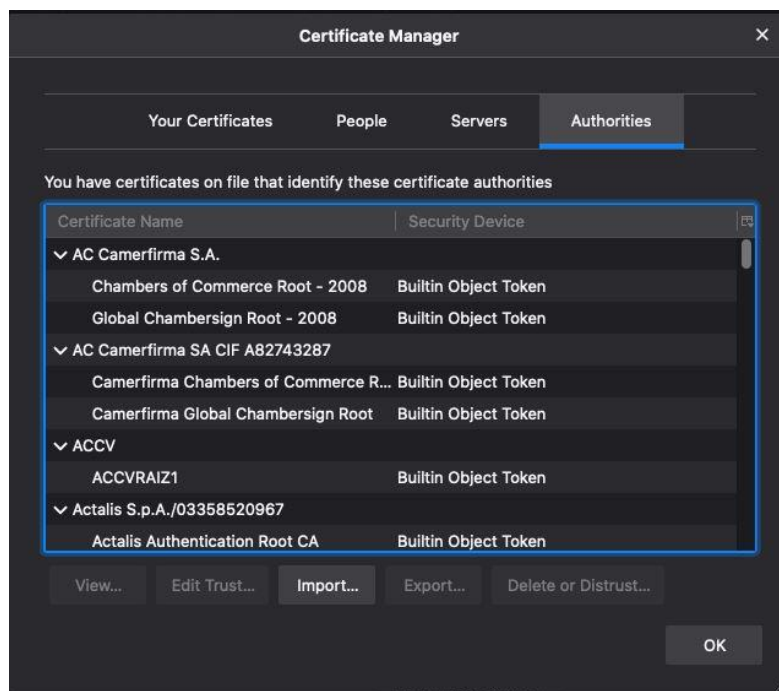 Certificate Manager
Your Certificates People Servers Authorities
You have certificates on file that identify these certificate authorities
Certificate Name Security Device
AC Camerfirma S.A.
Chambers of Commerce Root - 2008 Builtin Object Token
Global Chambersign Root - 2008 Builtin Object Token
AC Camerfirma SA CIF A82743287
Camerfirma Chambers of Commerce R... Builtin Object Token
Camerfirma Global Chambersign Root Builtin Object Token
ACCV
ACCVRAIZ1 Builtin Object Token
Actalis S.p.A./03358520967
Actalis Authentication Root CA Builtin Object Token
View... Edit Trust... Import... Export... Delete or Distrust...
OK